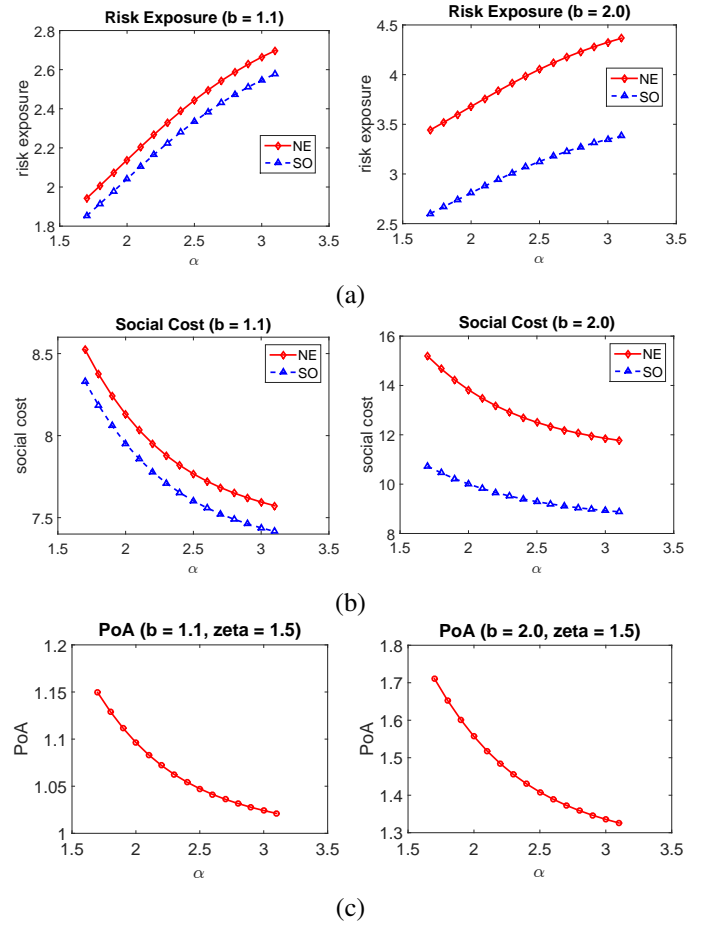 Risk Exposure (b = 1.1)
risk exposure
2.8
2.6
2.4
2.2
2
1.8
1.5 2 2.5 3 3.5
α
NE
SO
Risk Exposure (b = 2.0)
risk exposure
4.5
4
3.5
3
2.5
1.5 2 2.5 3 3.5
α
NE
SO
(a)
Social Cost (b = 1.1)
social cost
8.5
8
7.5
1.5 2 2.5 3 3.5
α
NE
SO
Social Cost (b = 2.0)
social cost
16
14
12
10
8
1.5 2 2.5 3 3.5
α
NE
SO
(b)
PoA (b = 1.1, zeta = 1.5)
PoA
1.2
1.15
1.1
1.05
1
1.5 2 2.5 3 3.5
α
PoA (b = 2.0, zeta = 1.5)
PoA
1.8
1.7
1.6
1.5
1.4
1.3
1.5 2 2.5 3 3.5
α
(c)